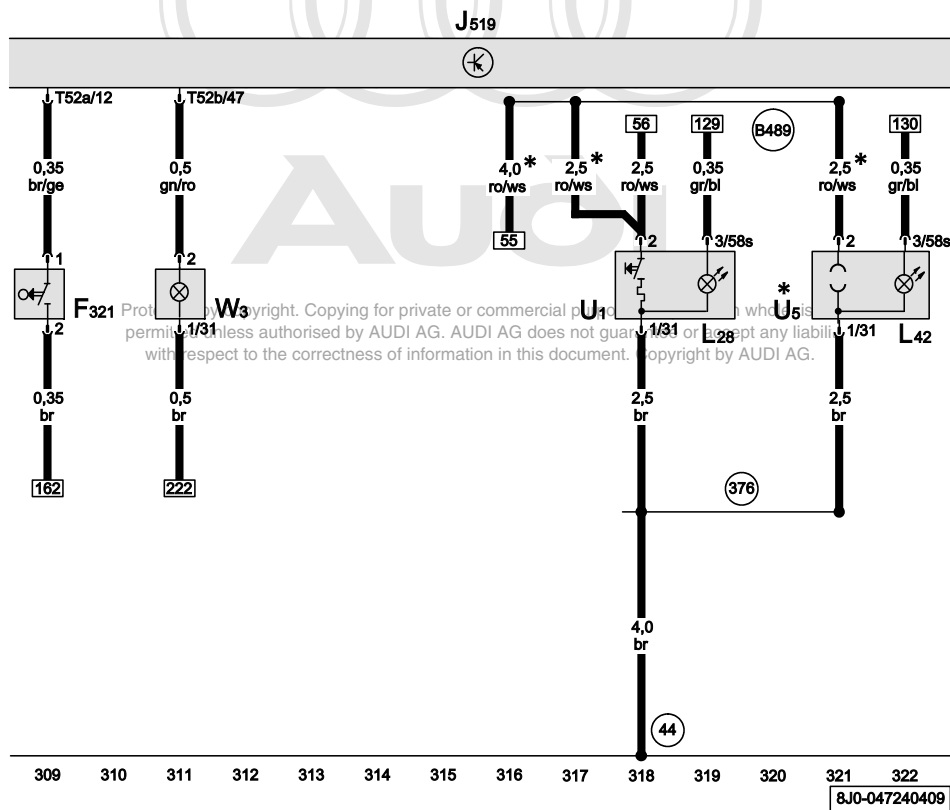 J519
T52a/12
T52b/47
B489
56
129
130
0,35
br/ge
0,5
gn/ro
4,0 *
ro/ws
2,5 *
ro/ws
2,5
ro/ws
0,35
gr/bl
2,5 *
ro/ws
0,35
gr/bl
Audi
55
1
2
2
3/58s
2
3/58s
F321
W3
U1
L28
*
U5
L42
2
1/31
1/31
1/31
Protected by copyright. Copying for private or commercial in whole is
permitted unless authorised by AUDI AG. AUDI AG does not guarantee or accept any
with respect to the correctness of information in this document. Copyright by AUDI AG.
0,35
br
0,5
br
2,5
br
2,5
br
162
222
376
4,0
br
44
309 310 311 312 313 314 315 316 317 318 319 320 321 322
8J0-047240409